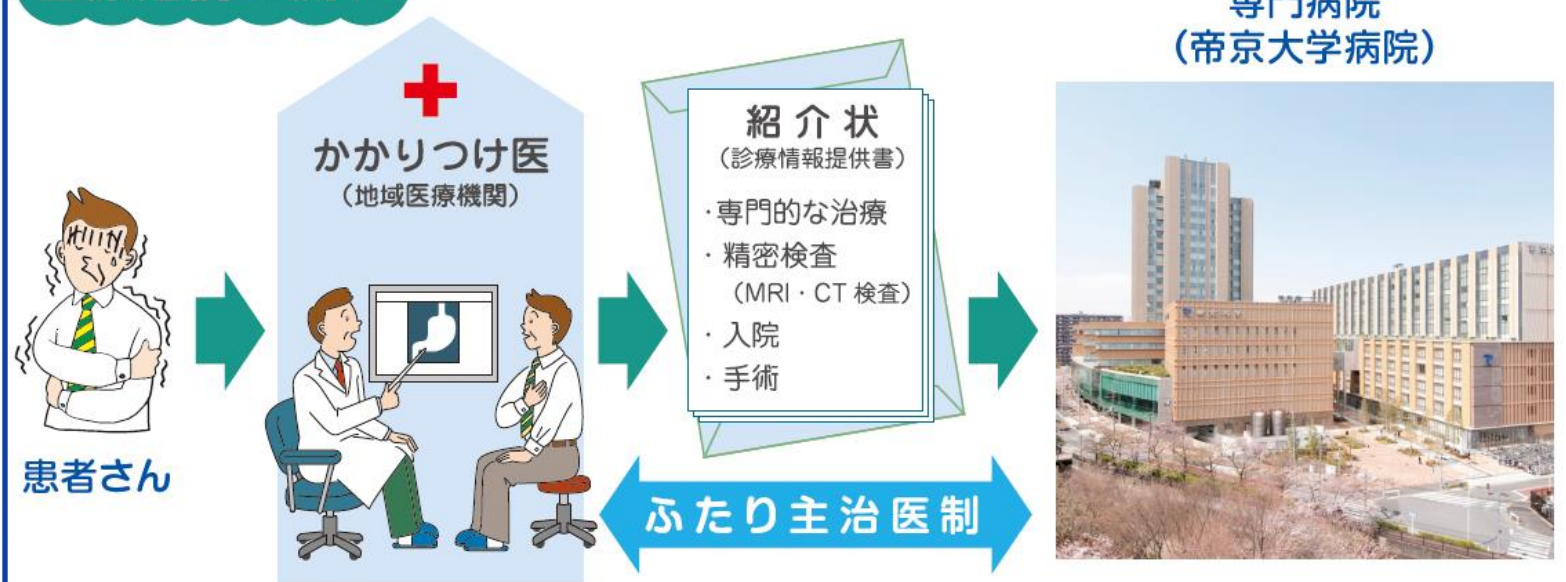 専門病院
（帝京大学病院）
かかりつけ医
（地域医療機関）
紹介状
（診療情報提供書）
・専門的な治療
・精密検査
（MRI・CT 検査）
・入院
・手術
患者さん
ふたり主治医制